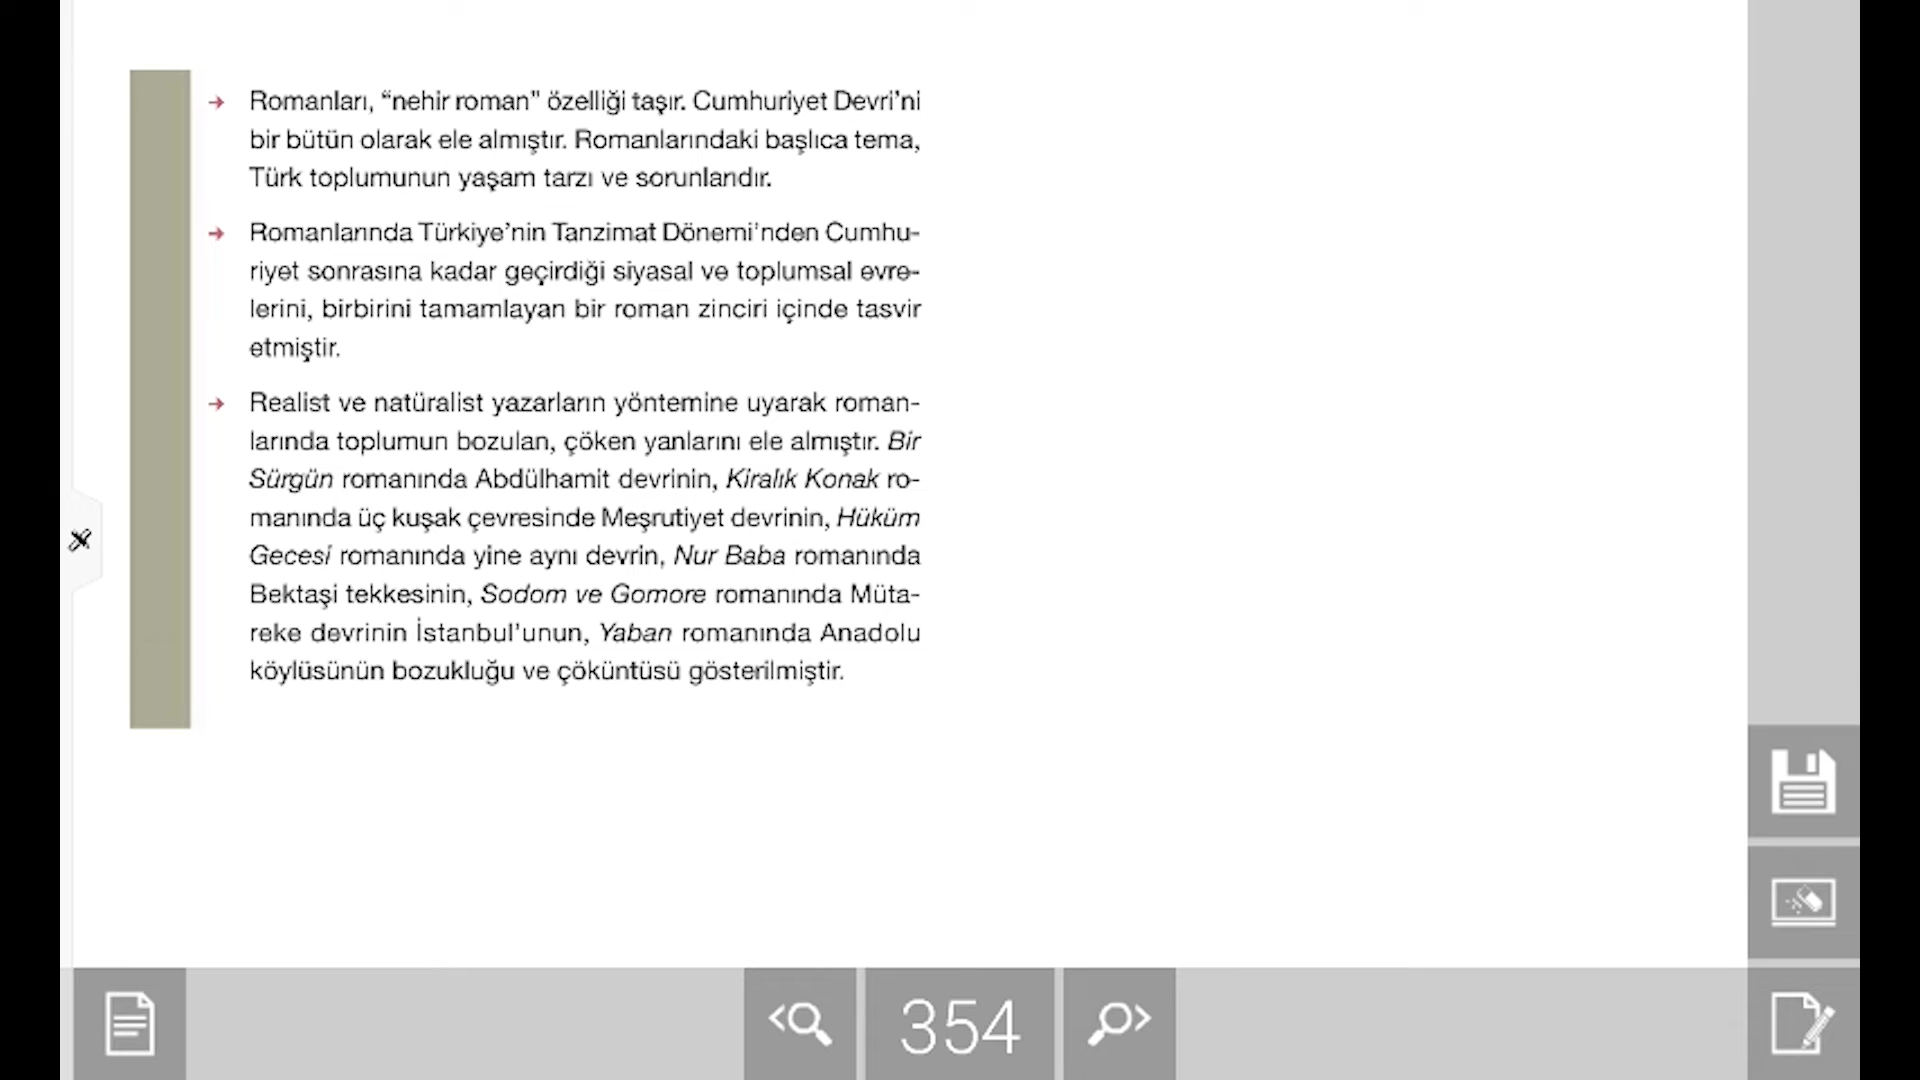 Romanları, “nehir roman” özelliği taşır. Cumhuriyet Devri’ni
bir bütün olarak ele almıştır. Romanlarındaki başlıca tema,
Türk toplumunun yaşam tarzı ve sorunlarıdır.
Romanlarında Türkiye’nin Tanzimat Dönemi’nden Cumhu-
riyet sonrasına kadar geçirdiği siyasal ve toplumsal evre-
lerini, birbirini tamamlayan bir roman zinciri içinde tasvir
etmiştir.
Realist ve natüralist yazarların yöntemine uyarak roman-
larında toplumun bozulan, çöken yanlarını ele almıştır. Bir
Sürgün romanında Abdülhamit devrinin, Kiralık Konak ro-
manında üç kuşak çevresinde Meşrutiyet devrinin, Hüküm
Gecesi romanında yine aynı devrin, Nur Baba romanında
Bektaşi tekkesinin, Sodom ve Gomore romanında Müta-
reke devrinin İstanbul’unun, Yaban romanında Anadolu
köylüsünün bozukluğu ve çöküntüsü gösterilmiştir.
354